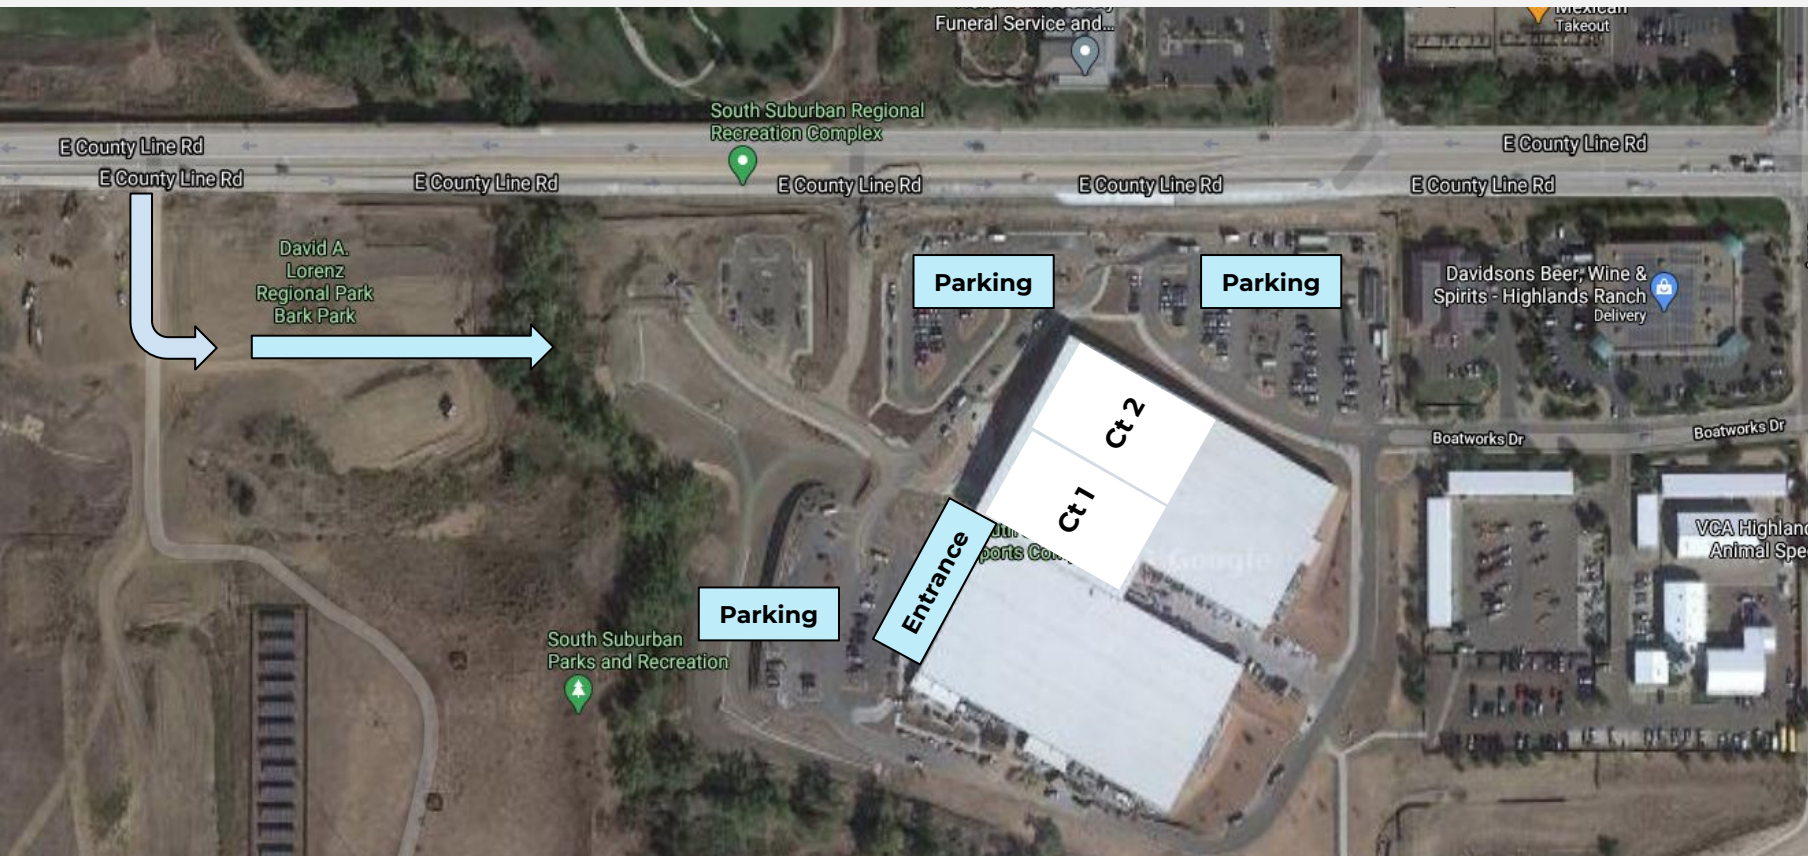 Funeral Service and...
Mexican
Takeout
South Suburban Regional
Recreation Complex
E County Line Rd
E County Line Rd
E County Line Rd
E County Line Rd
E County Line Rd
E County Line Rd
E County Line Rd
David A.
Lorenz
Regional Park
Bark Park
Parking
Parking
Davidsons Beer, Wine &
Spirits - Highlands Ranch
Delivery
Ct 2
Boatworks Dr
Boatworks Dr
Ct 1
Entrance
Google
Parking
South Suburban
Parks and Recreation
VCA Highlan
Animal Spe